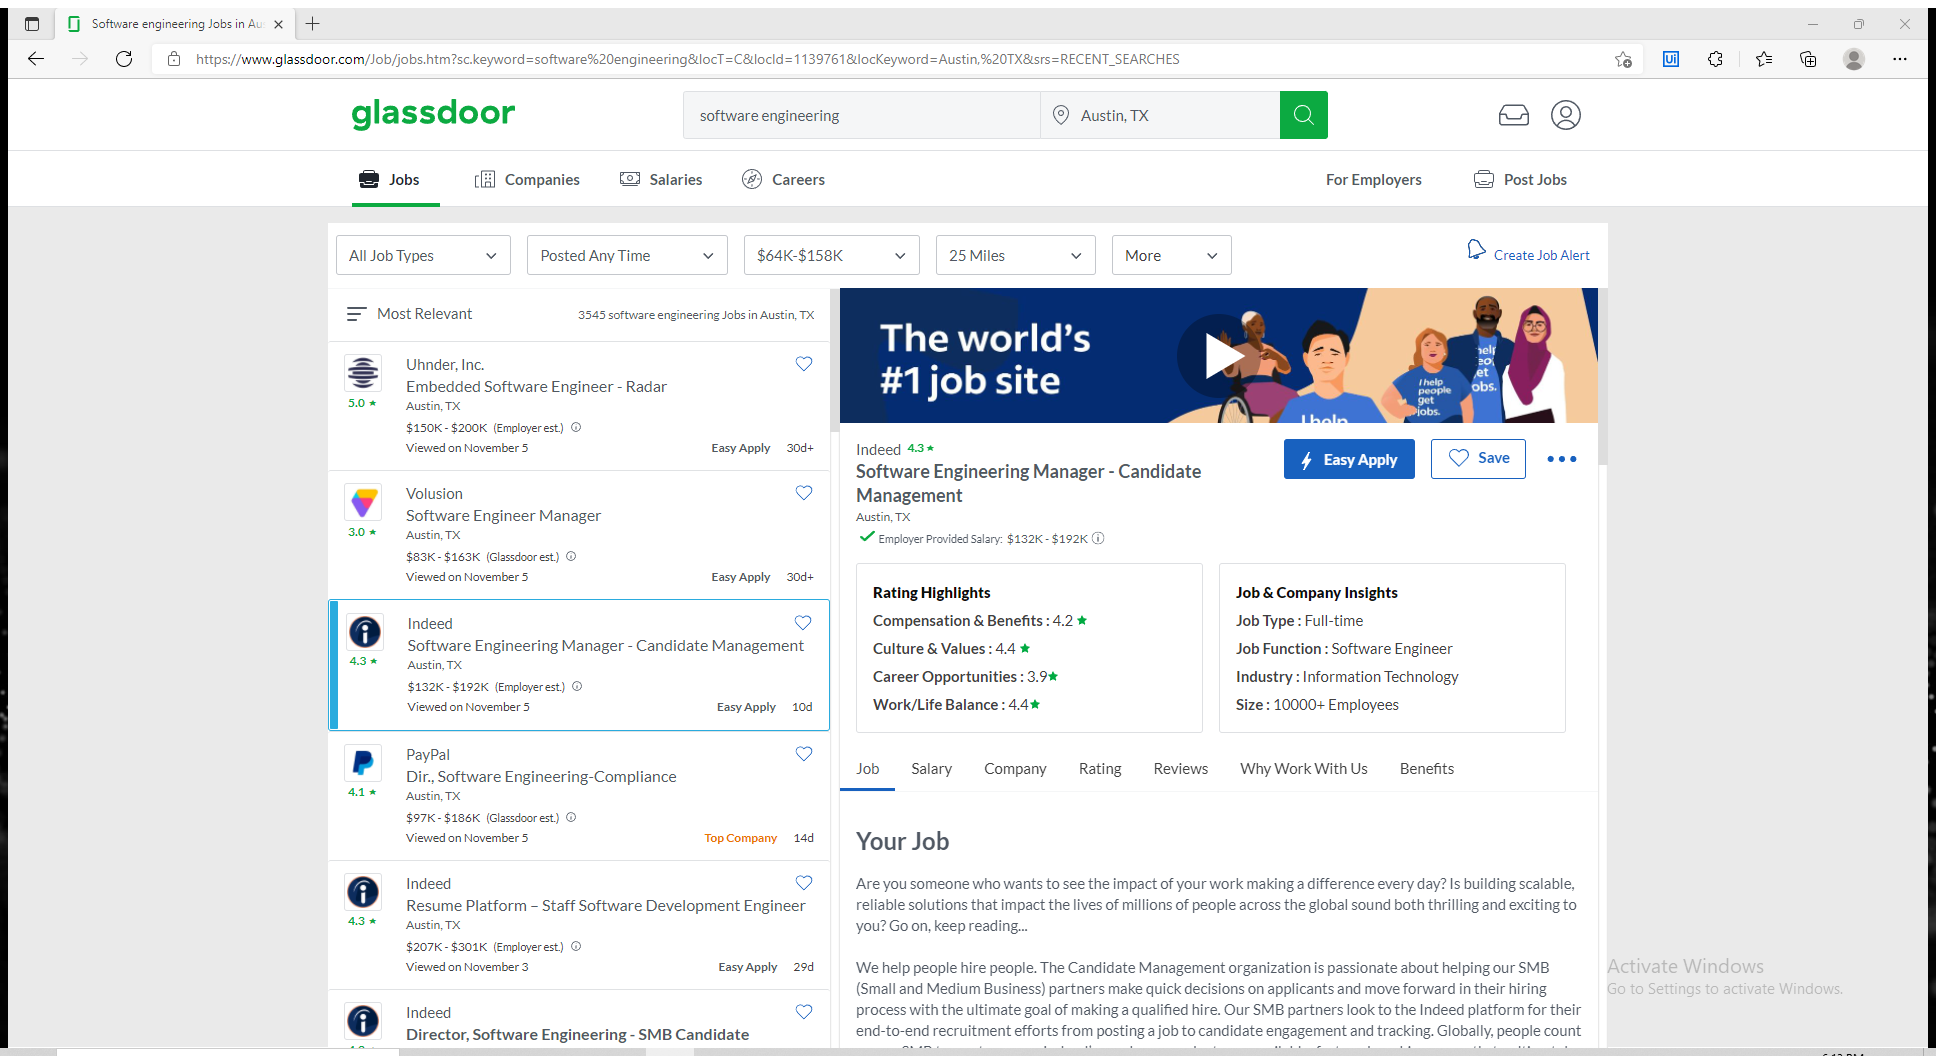 Software engineering Jobs in Au
https://www.glassdoor.com/Job/jobs.htm?sc.keyword=software%20engineering&locT=C&locId=1139761&locKeyword=Austin,%20TX&srs=RECENT_SEARCHES
Ui
glassdoor
software engineering
Austin, TX
Jobs
Companies
Salaries
Careers
For Employers
Post Jobs
All Job Types
Posted Any Time
$64K-$158K
25 Miles
More
Create Job Alert
Most Relevant
3545 software engineering Jobs in Austin, TX
Uhnder, Inc.
Embedded Software Engineer - Radar
Austin, TX
5.0 ★
$150K - $200K (Employer est.)
Viewed on November 5
Easy Apply 30d+
Volusion
Software Engineer Manager
3.0 ★
Austin, TX
$83K - $163K (Glassdoor est.)
Viewed on November 5
Easy Apply 30d+
Indeed
Software Engineering Manager - Candidate Management
4.3 ★
Austin, TX
$132K - $192K (Employer est.)
Viewed on November 5
Easy Apply 10d
PayPal
Dir., Software Engineering-Compliance
4.1 ★
Austin, TX
$97K - $186K (Glassdoor est.)
Viewed on November 5
Top Company 14d
Indeed
Resume Platform – Staff Software Development Engineer
4.3 ★
Austin, TX
$207K - $301K (Employer est.)
Viewed on November 3
Easy Apply 29d
Indeed
Director, Software Engineering - SMB Candidate
The world's
#1 job site
I help
I help
people
get
jobs.
help
jobs.
Indeed 4.3 ★
Software Engineering Manager - Candidate
Management
Austin, TX
Employer Provided Salary: $132K - $192K
Easy Apply
Save
Rating Highlights
Compensation & Benefits : 4.2 ★
Culture & Values : 4.4 ★
Career Opportunities : 3.9★
Work/Life Balance : 4.4★
Job & Company Insights
Job Type : Full-time
Job Function : Software Engineer
Industry : Information Technology
Size : 10000+ Employees
Job
Salary
Company
Rating
Reviews
Why Work With Us
Benefits
Your Job
Are you someone who wants to see the impact of your work making a difference every day? Is building scalable,
reliable solutions that impact the lives of millions of people across the global sound both thrilling and exciting to
you? Go on, keep reading...
We help people hire people. The Candidate Management organization is passionate about helping our SMB
(Small and Medium Business) partners make quick decisions on applicants and move forward in their hiring
process with the ultimate goal of making a qualified hire. Our SMB partners look to the Indeed platform for their
end-to-end recruitment efforts from posting a job to candidate engagement and tracking. Globally, people count
Activate Windows
Go to Settings to activate Windows.